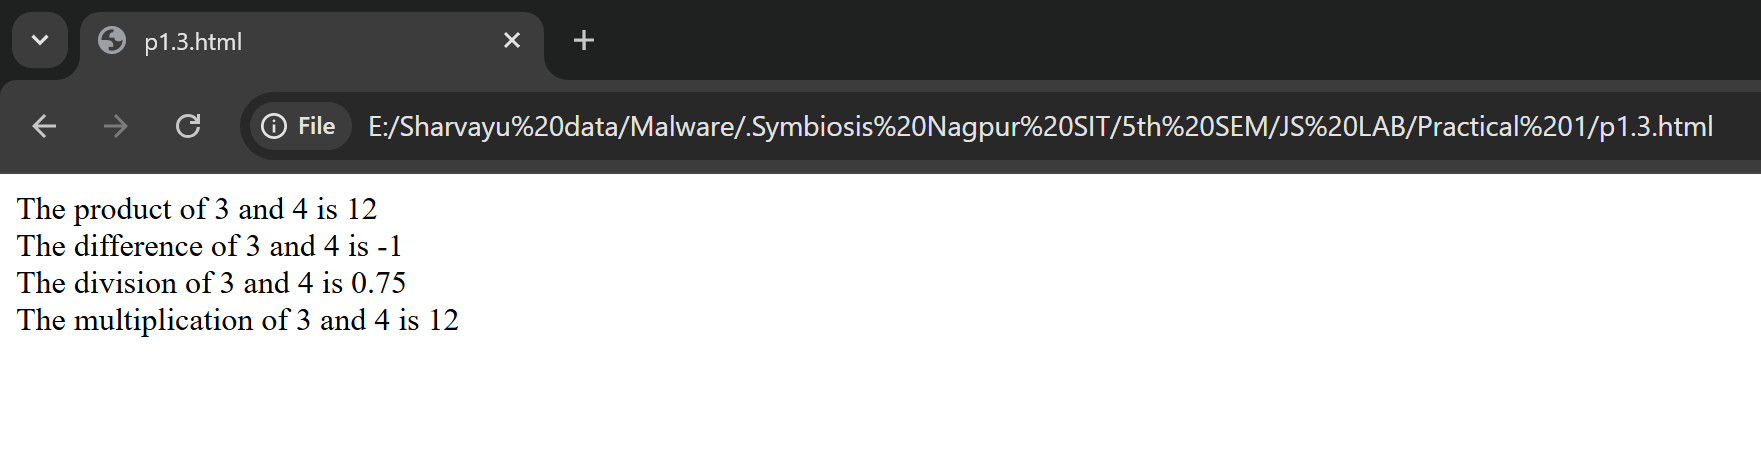 p1.3.html
File E:/Sharvayu%20data/Malware/.Symbiosis%20Nagpur%20SIT/5th%20SEM/JS%20LAB/Practical%201/p1.3.html
The product of 3 and 4 is 12
The difference of 3 and 4 is -1
The division of 3 and 4 is 0.75
The multiplication of 3 and 4 is 12